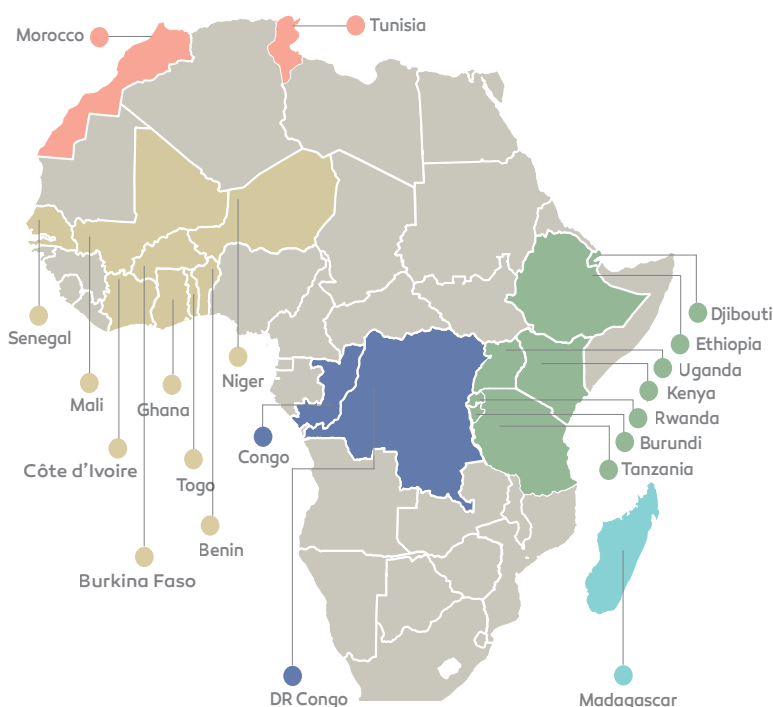 Morocco
Tunisia
Djibouti
Senegal
Ethiopia
Uganda
Niger
Kenya
Mali
Ghana
Rwanda
Burundi
Congo
Côte d'Ivoire
Tanzania
Togo
Benin
Burkina Faso
DR Congo
Madagascar